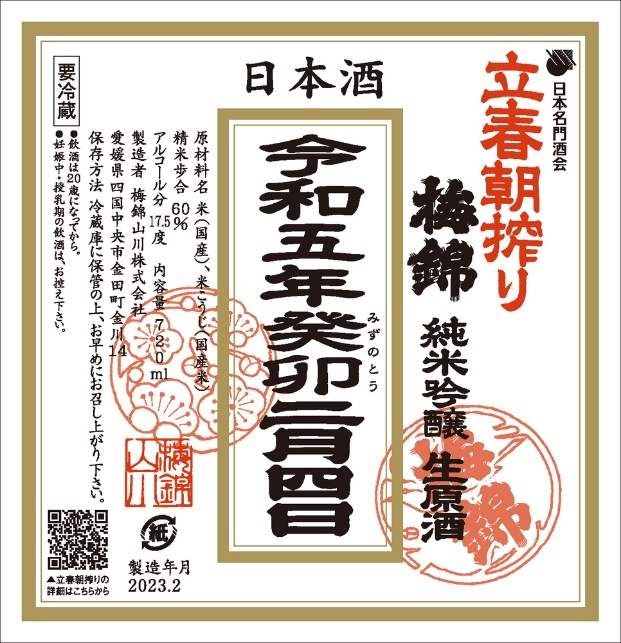 日本名門酒会
立春朝搾り
梅錦
純米吟醸 生原酒
日本酒
令和五年癸卯二月四日
みずのとう
原材料名 米(国産)、米こうじ(国産米)
精米歩合 60%
アルコール分 17.5度 内容量 720ml
製造者 梅錦山川株式会社
愛媛県四国中央市金田町金川14
保存方法 冷蔵庫に保管の上、お早めにお召し上がり下さい。
要冷蔵
●飲酒は20歳になってから。
●妊娠中・授乳期の飲酒は、お控え下さい。
梅錦
山川
梅錦
紙
製造年月
2023.2
▲立春朝搾りの
詳細はこちらから